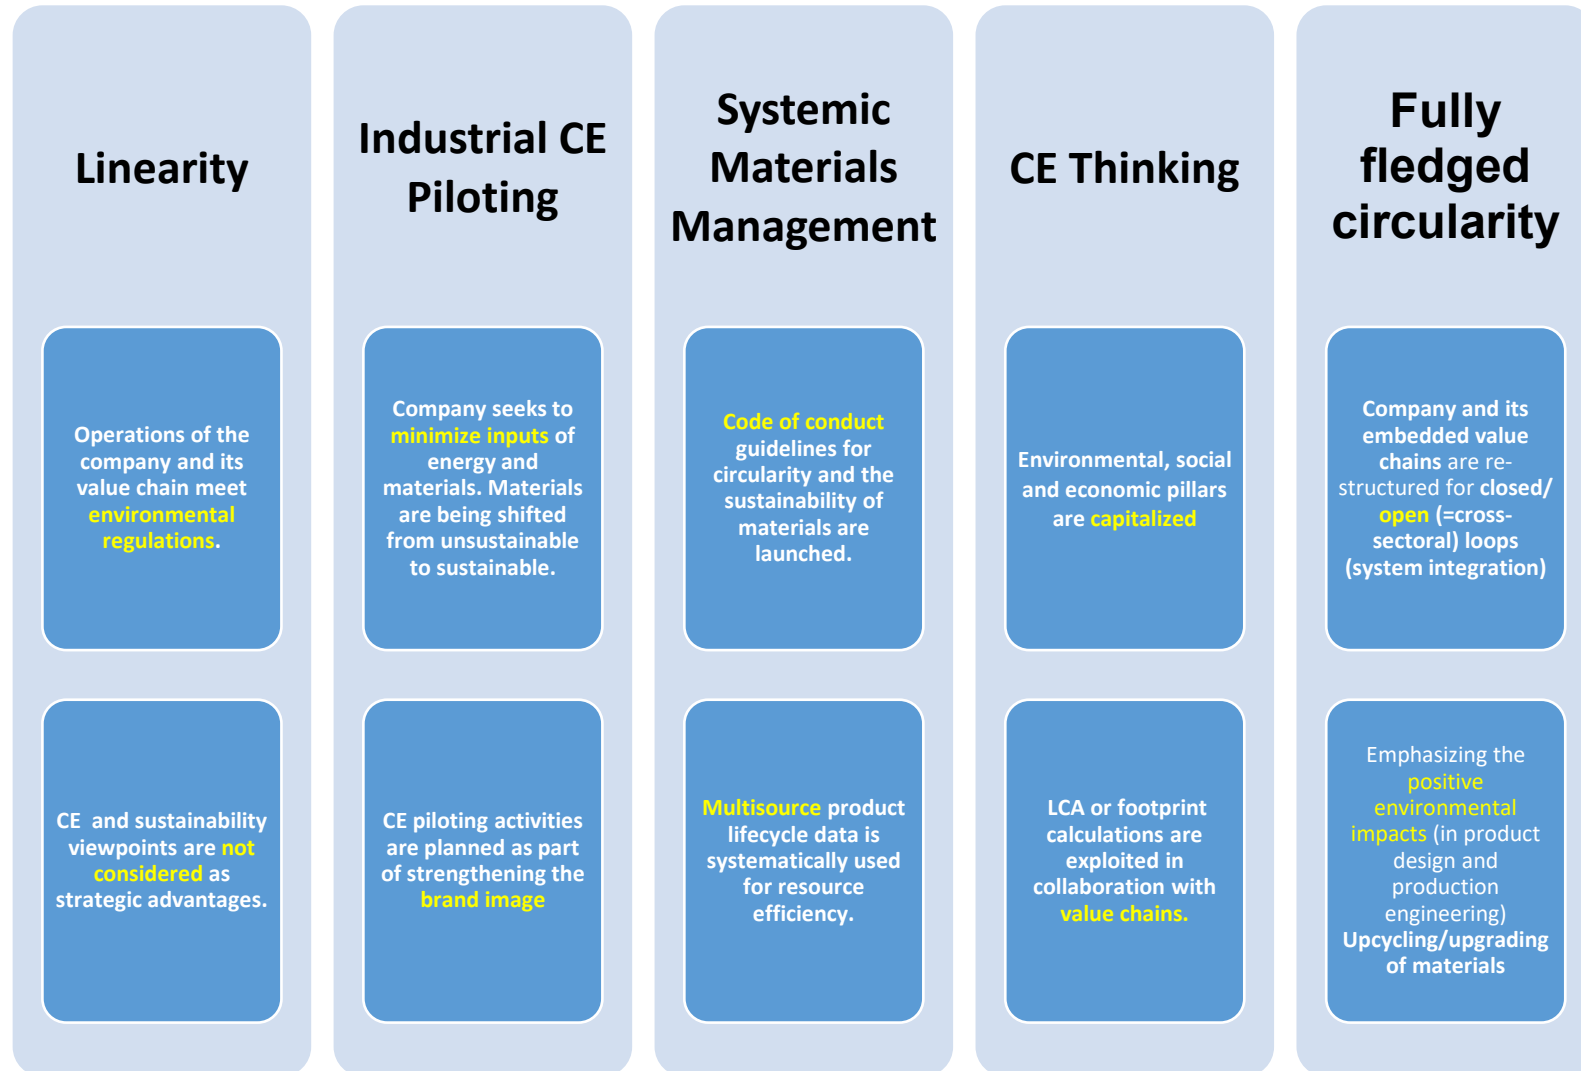 Linearity
Operations of the
company and its
value chain meet
environmental
regulations.
CE  and sustainability
viewpoints are not
considered as
strategic advantages.
Industrial CE
Piloting
Company seeks to
minimize inputs of
energy and
materials. Materials
are being shifted
from unsustainable
to sustainable.
CE piloting activities
are planned as part
of strengthening the
brand image
Systemic
Materials
Management
Code of conduct
guidelines for
circularity and the
sustainability of
materials are
launched.
Multisource product
lifecycle data is
systematically used
for resource
efficiency.
CE Thinking
Environmental, social
and economic pillars
are capitalized
LCA or footprint
calculations are
exploited in
collaboration with
value chains.
Fully
fledged
circularity
Company and its
embedded value
chains are re-
structured for closed/
open (=cross-
sectoral) loops
(system integration)
Emphasizing the
positive
environmental
impacts (in product
design and
production
engineering)
Upcycling/upgrading
of materials